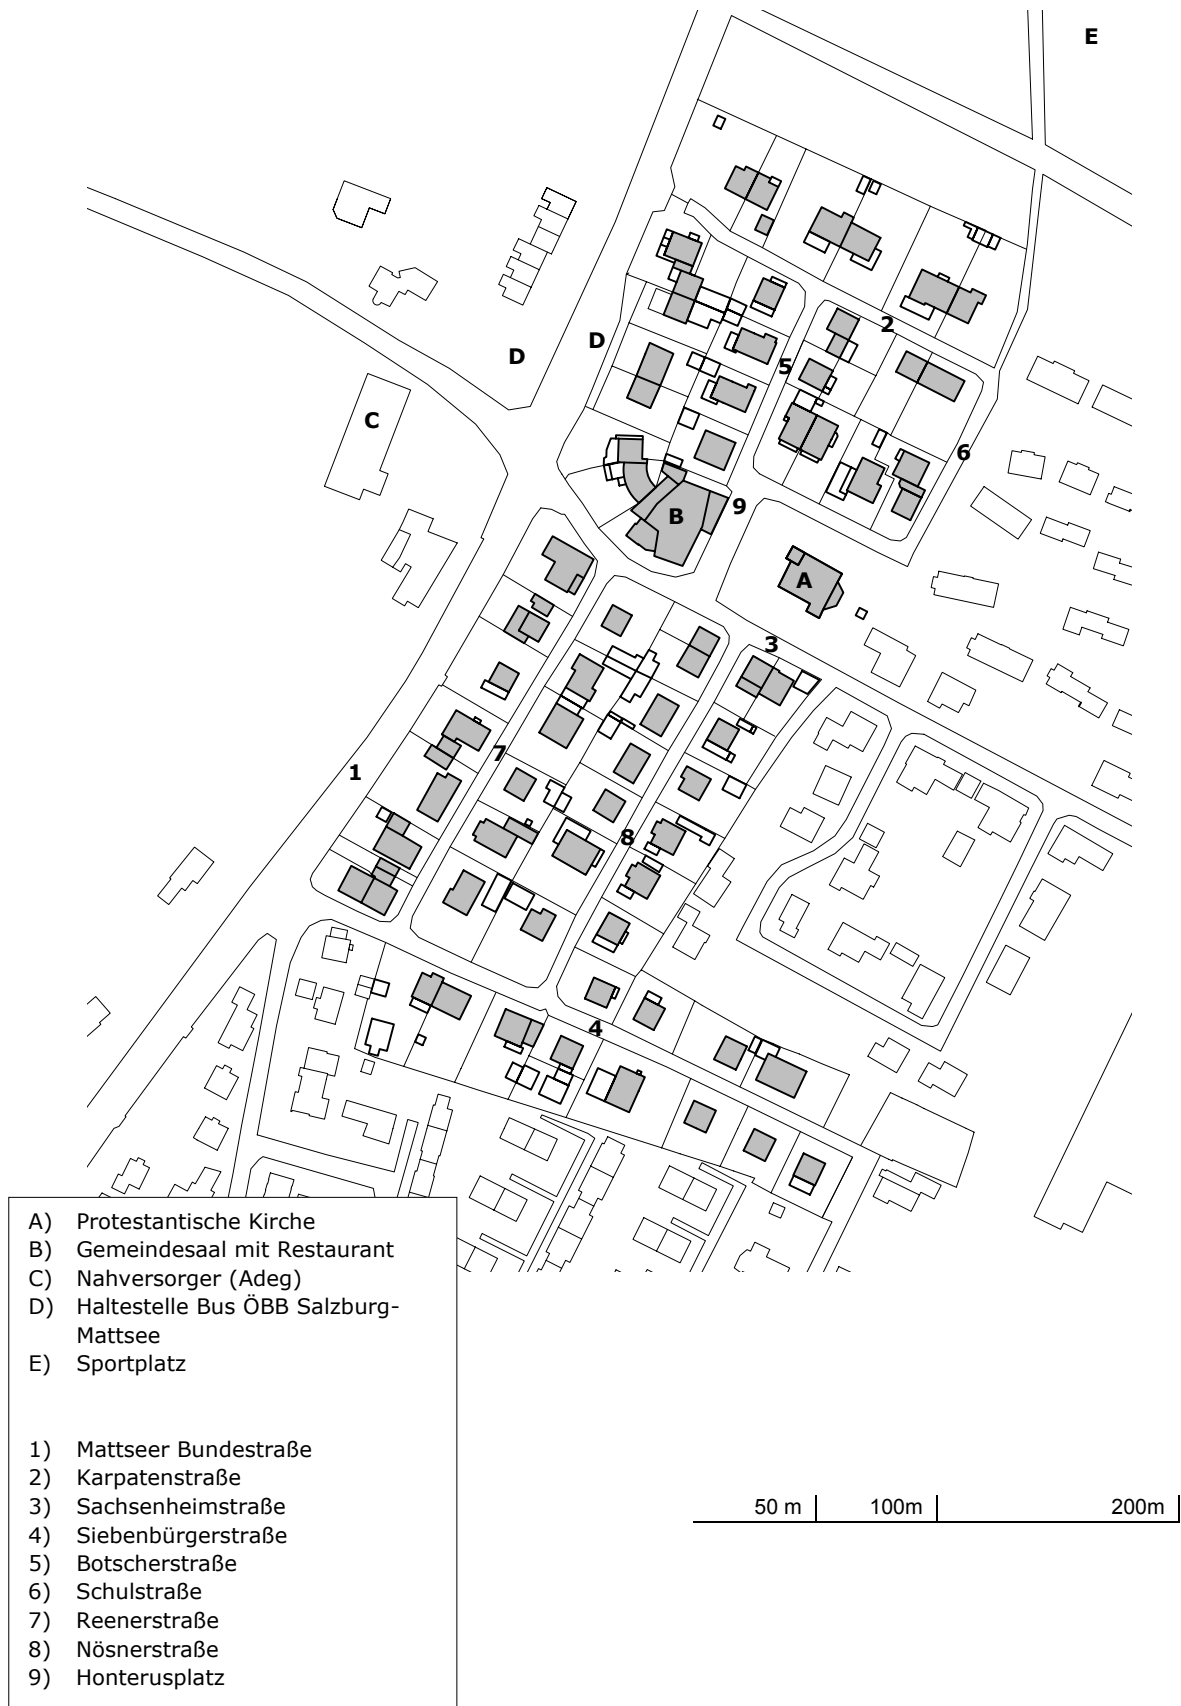 E
2
D
D
5
C
6
9
B
A
3
7
1
8
4
A) Protestantische Kirche
B) Gemeindesaal mit Restaurant
C) Nahversorger (Adeg)
D) Haltestelle Bus ÖBB Salzburg-
Mattsee
E) Sportplatz
1) Mattseer Bundestraße
2) Karpatenstraße
3) Sachsenheimstraße
4) Siebenbürgerstraße
5) Botscherstraße
6) Schulstraße
7) Reenerstraße
8) Nösnerstraße
9) Honterusplatz
50 m 100m 200m